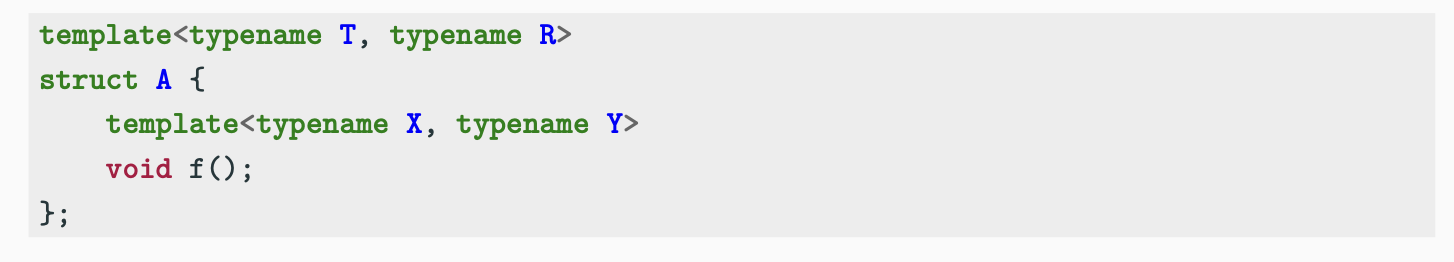 template<typename T, typename R>
struct A {
    template<typename X, typename Y>
    void f();
};